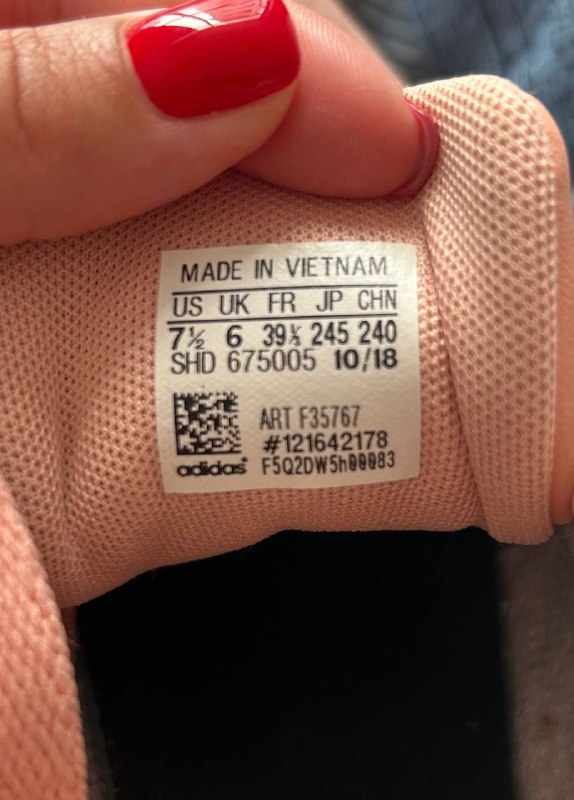 MADE IN VIETNAM
US UK FR JP CHN
7½ 6 39⅓ 245 240
SHD 675005 10/18
ART F35767
#121642178
adidas F5Q2DW5h00083